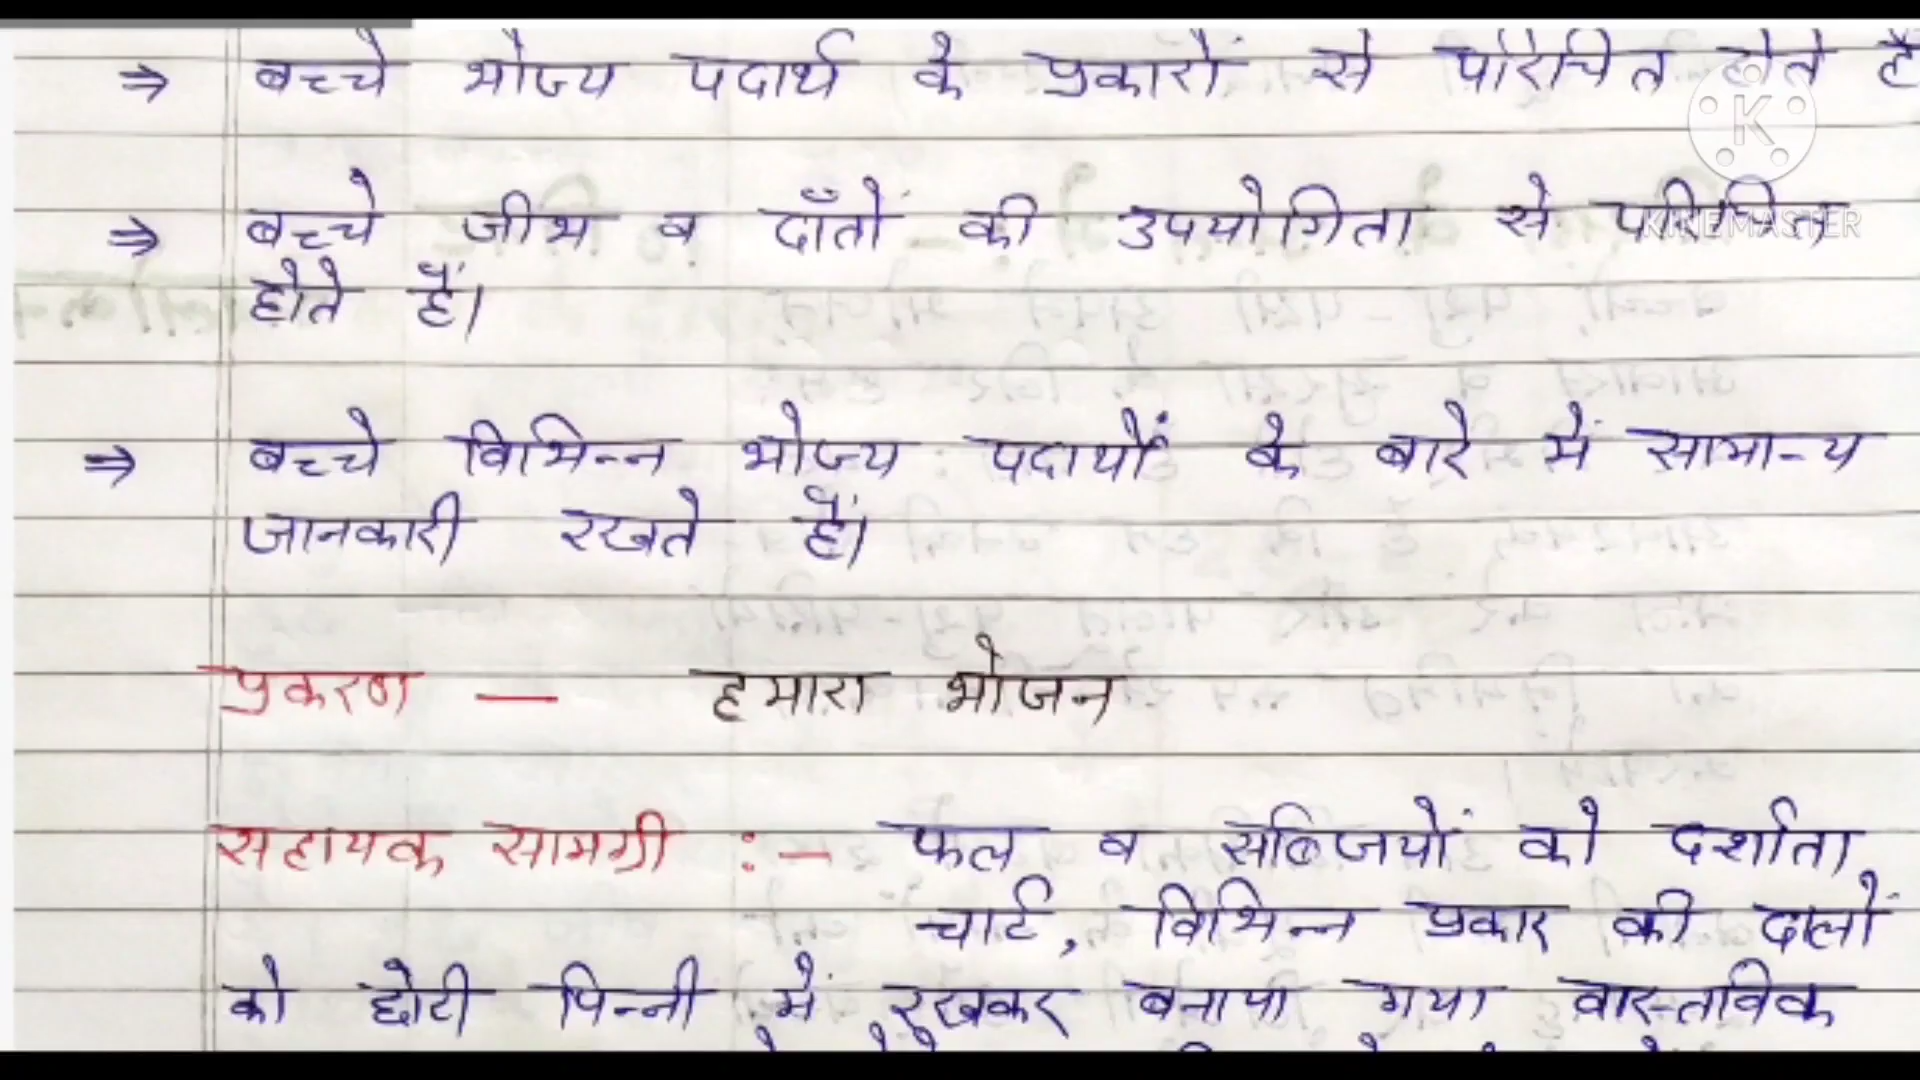 ⇒ बच्चे भोज्य पदार्थ के प्रकारों से परिचित होते है
⇒ बच्चे जीभ व दाँतों की उपयोगिता से परिचित
होते हैं।
⇒ बच्चे विभिन्न भोज्य पदार्थों के बारे में सामान्य
जानकारी रखते हैं।
प्रकरण — हमारा भोजन
सहायक सामग्री :- फल व सब्जियों को दर्शाता
चार्ट, विभिन्न प्रकार की दालों
को छोटी पिन्नी में रखकर बनाया गया वास्तविक
K
KINEMASTER